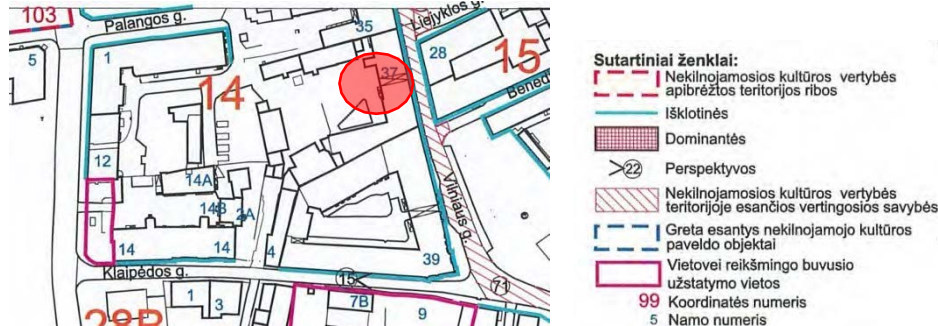 103
Palangos g.
35
Liejyklos g.
5
1
28
15
14
37
12
14A
14B
2A
Vilniaus g.
14
14
4
39
Klaipėdos g.
15
71
1
3
7B
9
28B
Sutartiniai ženklai:
Nekilnojamosios kultūros vertybės
apibrėžtos teritorijos ribos
Išklotinės
Dominantės
22 Perspektyvos
Nekilnojamosios kultūros vertybės
teritorijoje esančios vertingosios savybės
Greta esantys nekilnojamojo kultūros
paveldo objektai
Vietovei reikšmingo buvusio
užstatymo vietos
99 Koordinatės numeris
5 Namo numeris